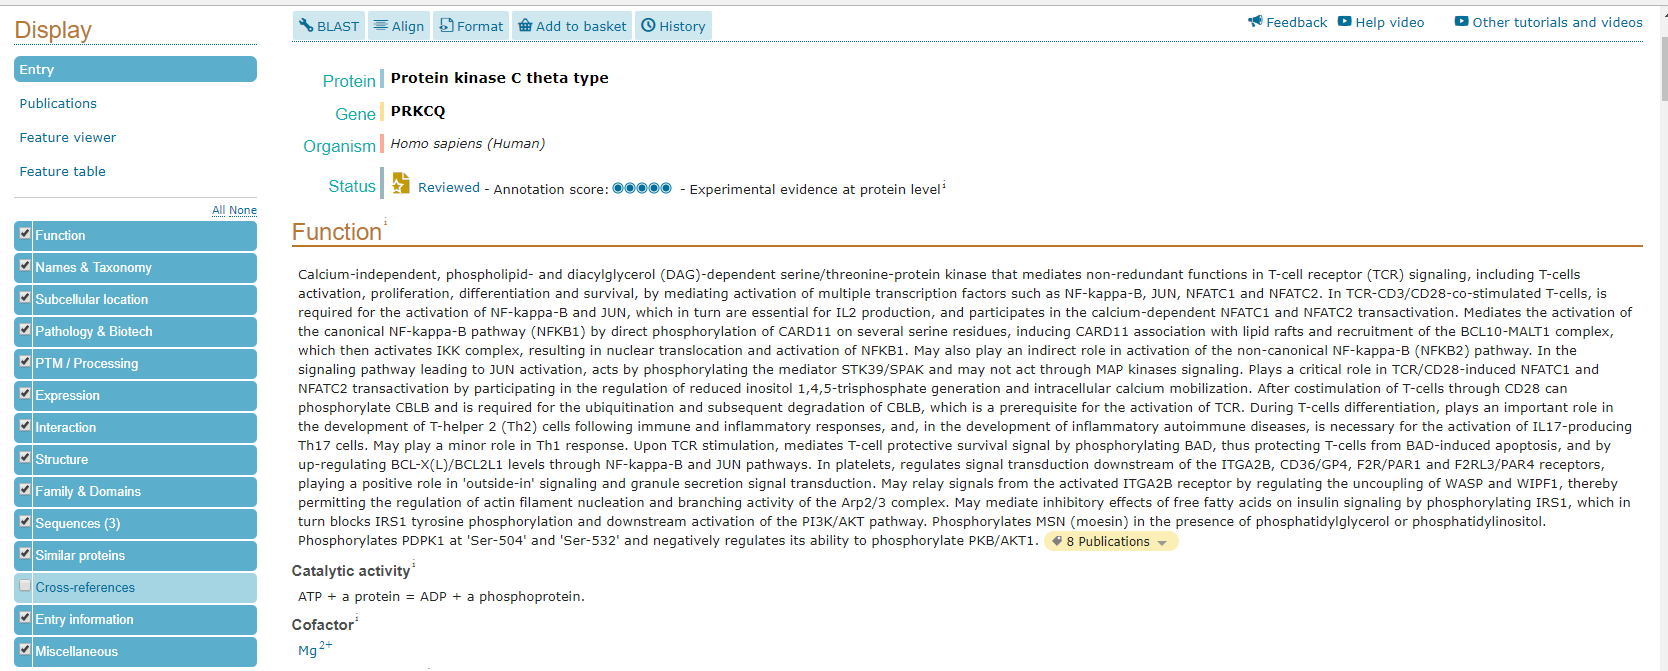 Display
Entry
Publications
Feature viewer
Feature table
All None
Function
Names & Taxonomy
Subcellular location
Pathology & Biotech
PTM / Processing
Expression
Interaction
Structure
Family & Domains
Sequences (3)
Similar proteins
Cross-references
Entry information
Miscellaneous
BLAST Align Format Add to basket History
Feedback Help video Other tutorials and videos
Protein Protein kinase C theta type
Gene PRKCQ
Organism Homo sapiens (Human)
Status Reviewed - Annotation score: - Experimental evidence at protein level i
Function i
Calcium-independent, phospholipid- and diacylglycerol (DAG)-dependent serine/threonine-protein kinase that mediates non-redundant functions in T-cell receptor (TCR) signaling, including T-cells
activation, proliferation, differentiation and survival, by mediating activation of multiple transcription factors such as NF-kappa-B, JUN, NFATC1 and NFATC2. In TCR-CD3/CD28-co-stimulated T-cells, is
required for the activation of NF-kappa-B and JUN, which in turn are essential for IL2 production, and participates in the calcium-dependent NFATC1 and NFATC2 transactivation. Mediates the activation of
the canonical NF-kappa-B pathway (NFKB1) by direct phosphorylation of CARD11 on several serine residues, inducing CARD11 association with lipid rafts and recruitment of the BCL10-MALT1 complex,
which then activates IKK complex, resulting in nuclear translocation and activation of NFKB1. May also play an indirect role in activation of the non-canonical NF-kappa-B (NFKB2) pathway. In the
signaling pathway leading to JUN activation, acts by phosphorylating the mediator STK39/SPAK and may not act through MAP kinases signaling. Plays a critical role in TCR/CD28-induced NFATC1 and
NFATC2 transactivation by participating in the regulation of reduced inositol 1,4,5-trisphosphate generation and intracellular calcium mobilization. After costimulation of T-cells through CD28 can
phosphorylate CBLB and is required for the ubiquitination and subsequent degradation of CBLB, which is a prerequisite for the activation of TCR. During T-cells differentiation, plays an important role in
the development of T-helper 2 (Th2) cells following immune and inflammatory responses, and, in the development of inflammatory autoimmune diseases, is necessary for the activation of IL17-producing
Th17 cells. May play a minor role in Th1 response. Upon TCR stimulation, mediates T-cell protective survival signal by phosphorylating BAD, thus protecting T-cells from BAD-induced apoptosis, and by
up-regulating BCL-X(L)/BCL2L1 levels through NF-kappa-B and JUN pathways. In platelets, regulates signal transduction downstream of the ITGA2B, CD36/GP4, F2R/PAR1 and F2RL3/PAR4 receptors,
playing a positive role in 'outside-in' signaling and granule secretion signal transduction. May relay signals from the activated ITGA2B receptor by regulating the uncoupling of WASP and WIPF1, thereby
permitting the regulation of actin filament nucleation and branching activity of the Arp2/3 complex. May mediate inhibitory effects of free fatty acids on insulin signaling by phosphorylating IRS1, which in
turn blocks IRS1 tyrosine phosphorylation and downstream activation of the PI3K/AKT pathway. Phosphorylates MSN (moesin) in the presence of phosphatidylglycerol or phosphatidylinositol.
Phosphorylates PDPK1 at 'Ser-504' and 'Ser-532' and negatively regulates its ability to phosphorylate PKB/AKT1. 8 Publications
Catalytic activity i
ATP + a protein = ADP + a phosphoprotein.
Cofactor i
Mg2+